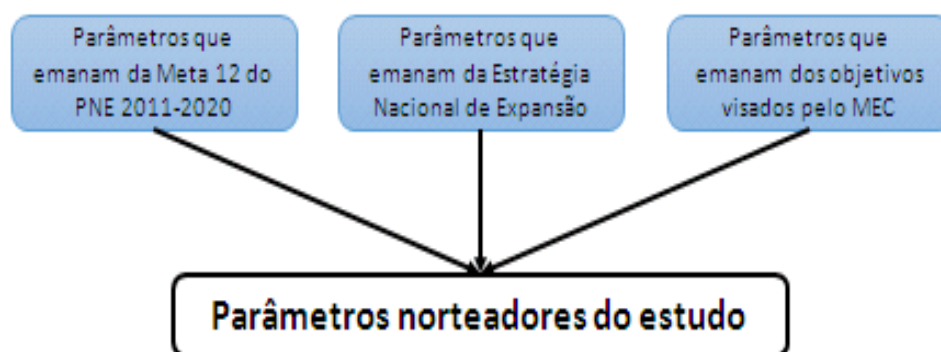 Parâmetros que
emanam da Meta 12 do
PNE 2011-2020
Parâmetros que
emanam da Estratégia
Nacional de Expansão
Parâmetros que
emanam dos objetivos
visados pelo MEC
Parâmetros norteadores do estudo